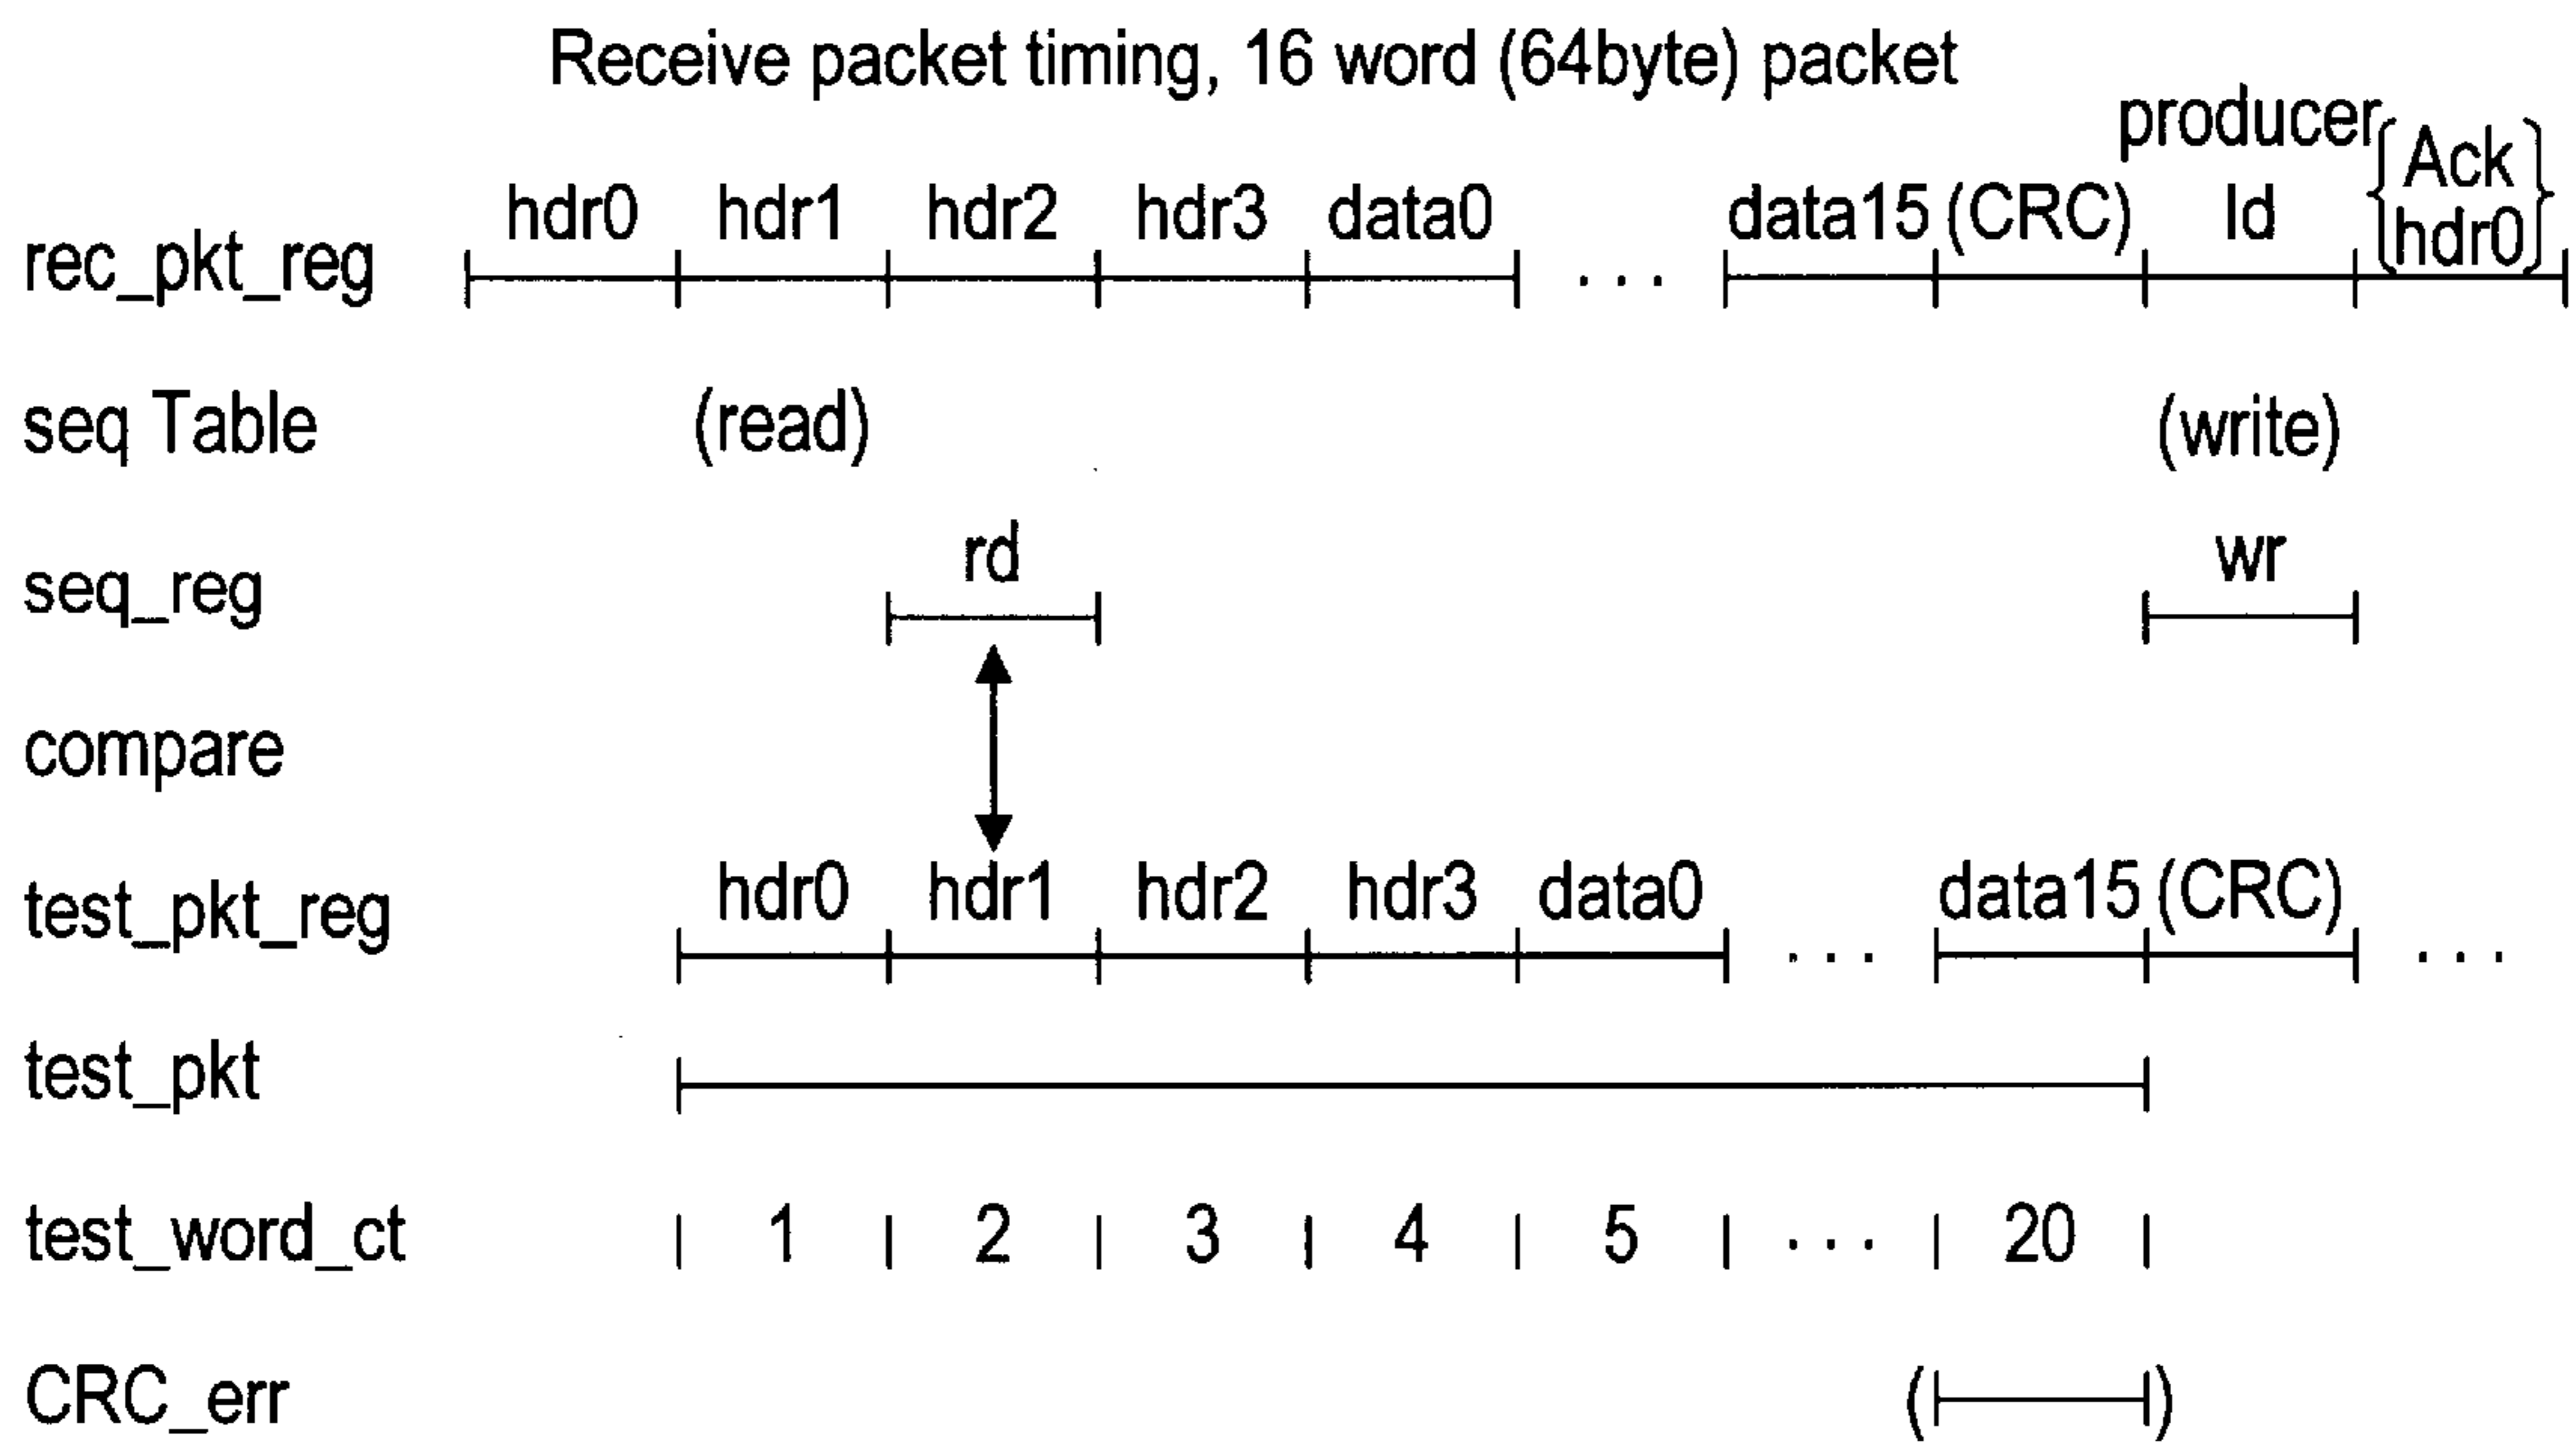 Receive packet timing, 16 word (64byte) packet
rec_pkt_reg hdr0 hdr1 hdr2 hdr3 data0 ... data15 (CRC) producer Id {Ack hdr0}
seq Table (read) (write)
seq_reg rd wr
compare
test_pkt_reg hdr0 hdr1 hdr2 hdr3 data0 ... data15 (CRC) ...
test_pkt
test_word_ct 1 2 3 4 5 ... 20
CRC_err ( )